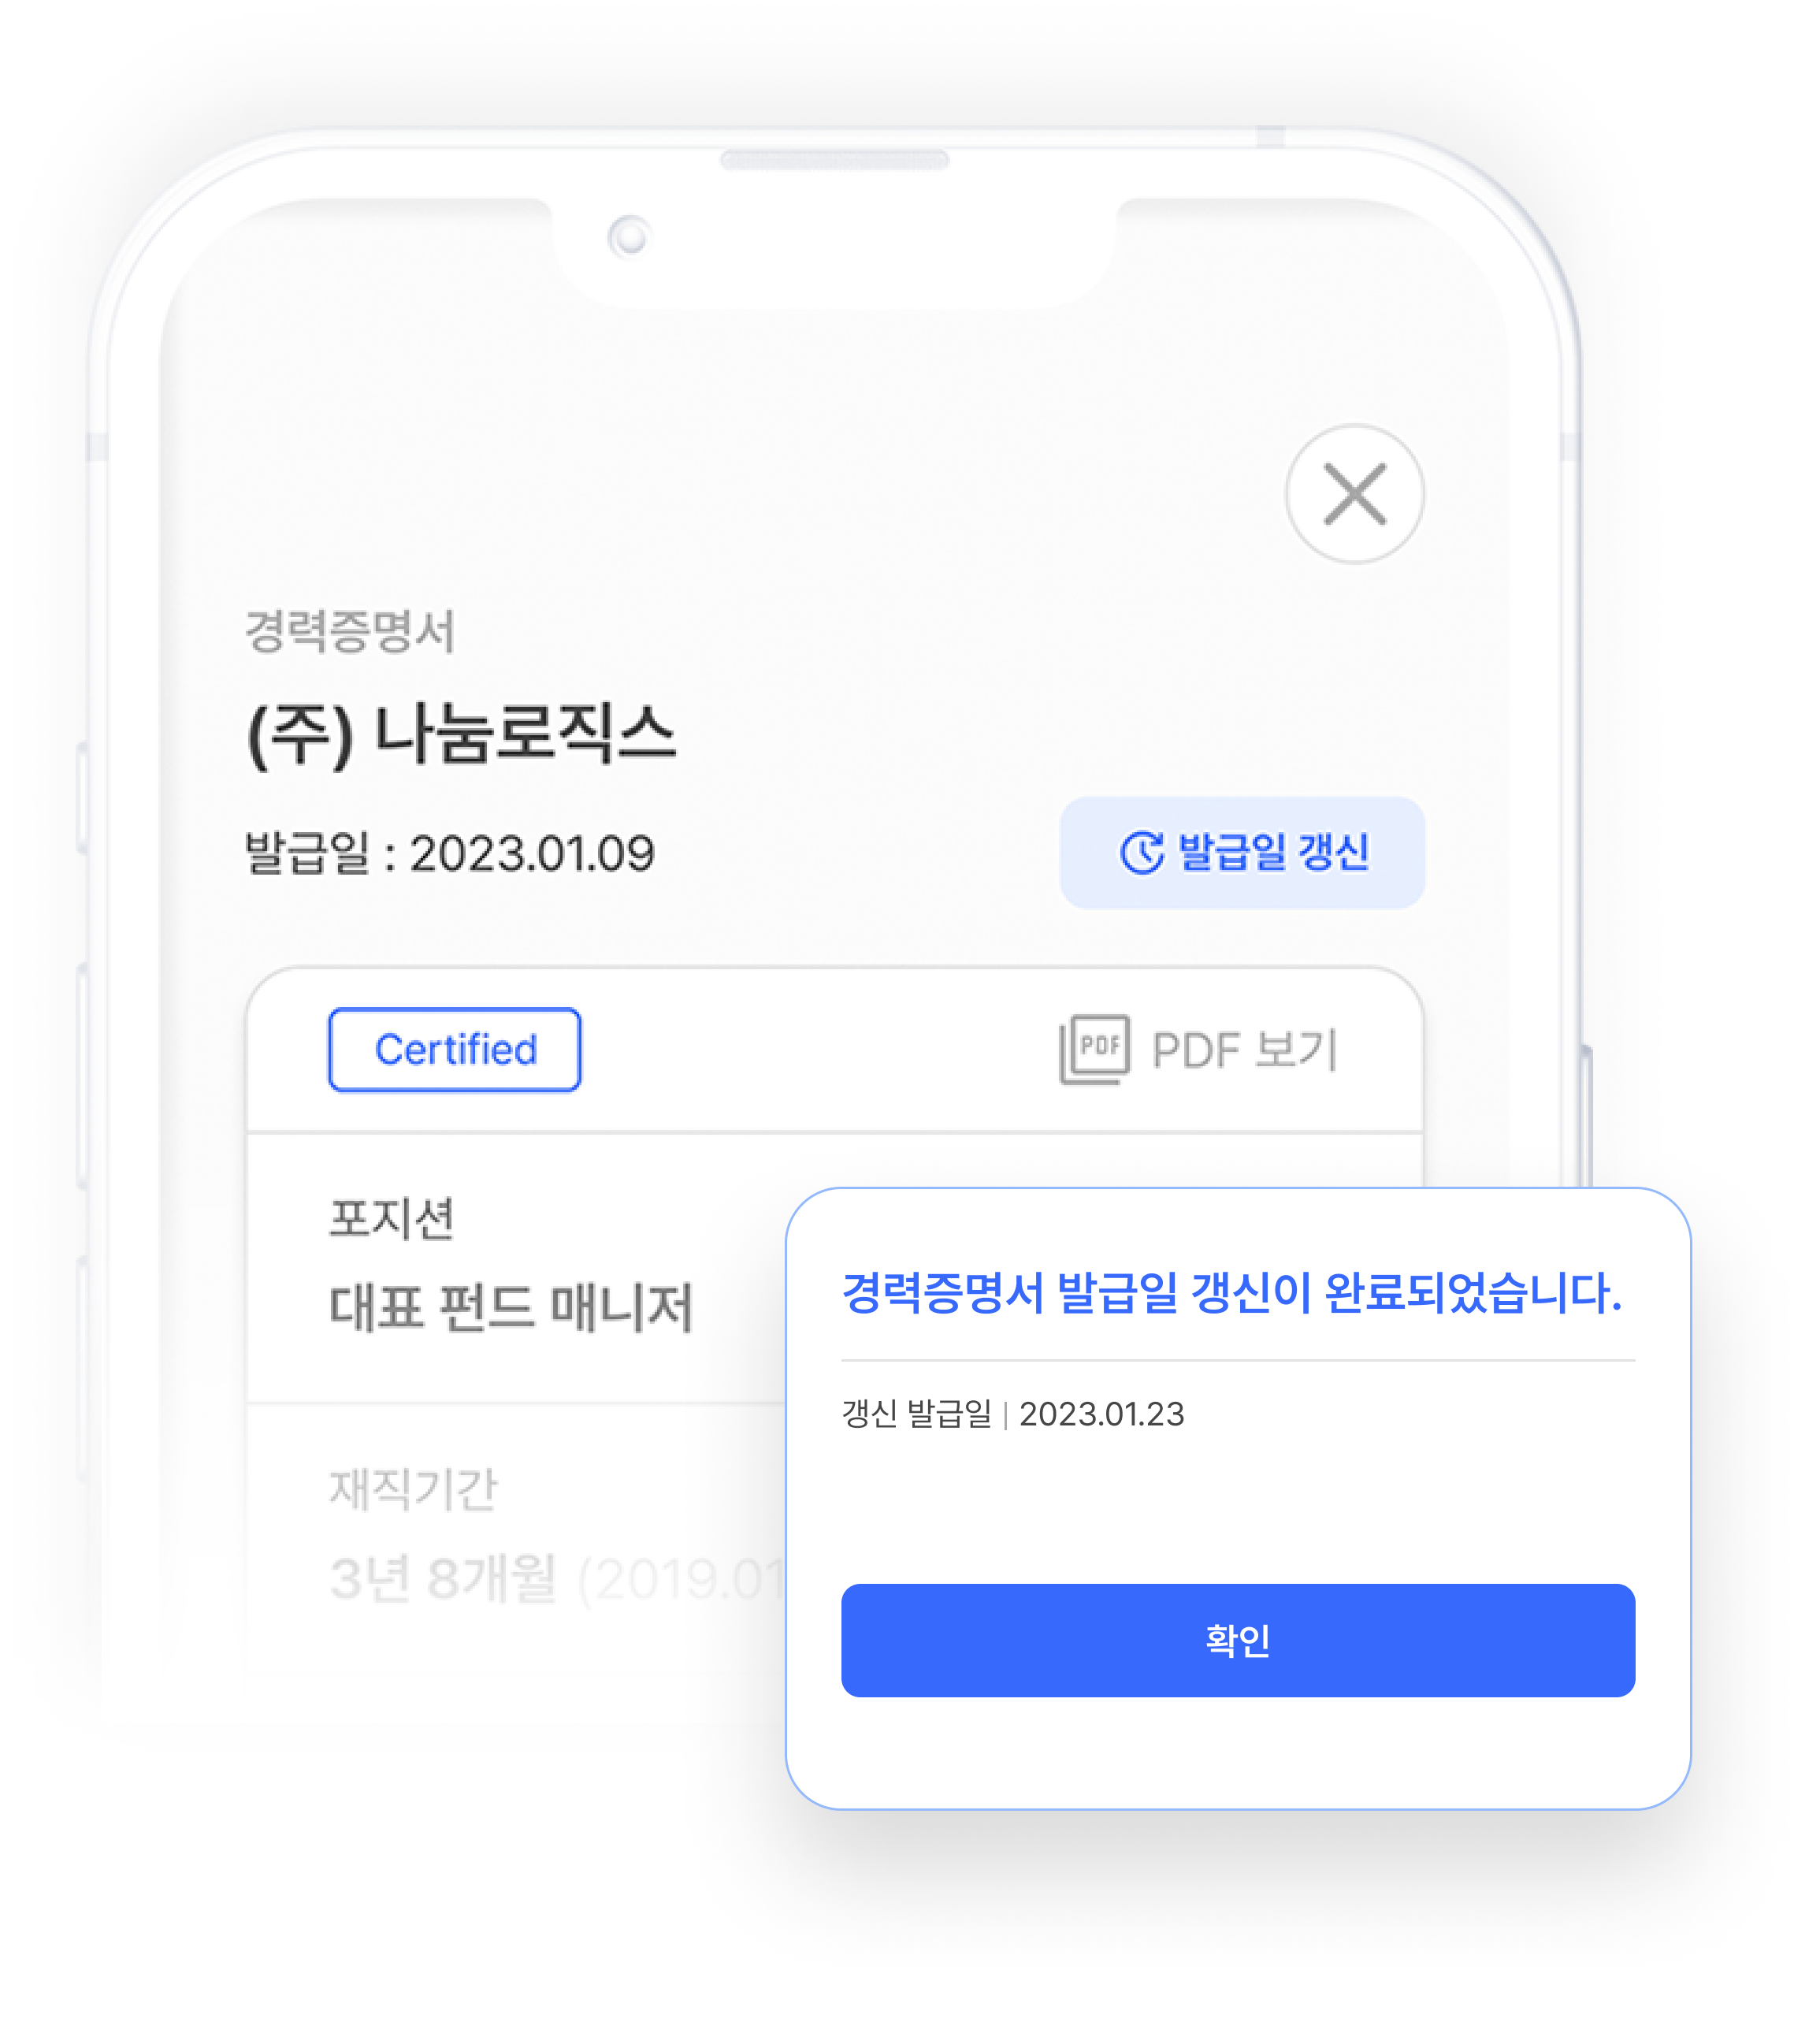 경력증명서
(주) 나눔로직스
발급일 : 2023.01.09
발급일 갱신
Certified
PDF
PDF 보기
포지션
대표 펀드 매니저
재직기간
3년 8개월 (2019.01
경력증명서 발급일 갱신이 완료되었습니다.
갱신 발급일 | 2023.01.23
확인